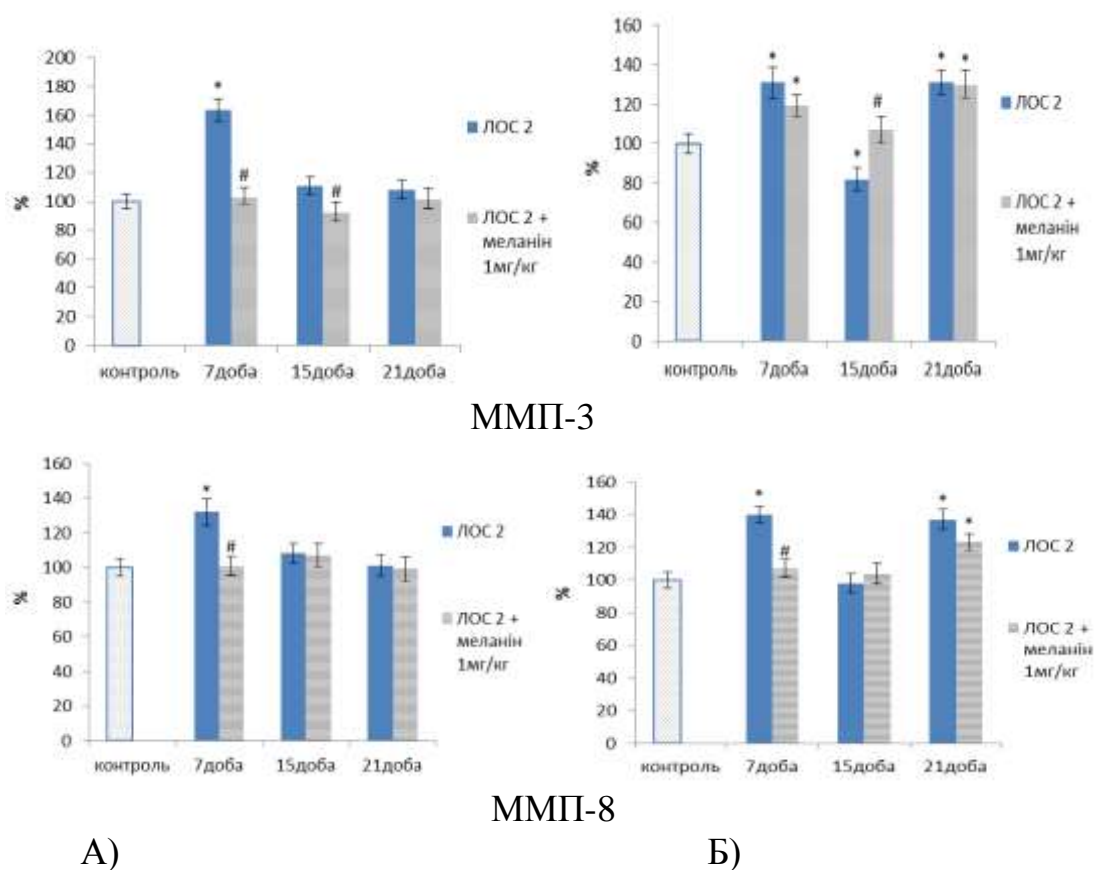 200
180
160
140
120
100
80
60
40
20
0
%
*
#
#
контроль
7доба
15доба
21доба
ЛОС 2
ЛОС 2 +
меланін
1мг/кг
160
140
120
100
80
60
40
20
0
%
*
*
*
#
*
*
контроль
7доба
15доба
21доба
ЛОС 2
ЛОС 2 +
меланін
1мг/кг
ММП-3
160
140
120
100
80
60
40
20
0
%
*
#
контроль
7доба
15доба
21доба
ЛОС 2
ЛОС 2 +
меланін
1мг/кг
160
140
120
100
80
60
40
20
0
%
*
#
*
*
контроль
7доба
15доба
21доба
ЛОС 2
ЛОС 2 +
меланін
1мг/кг
ММП-8
А) Б)